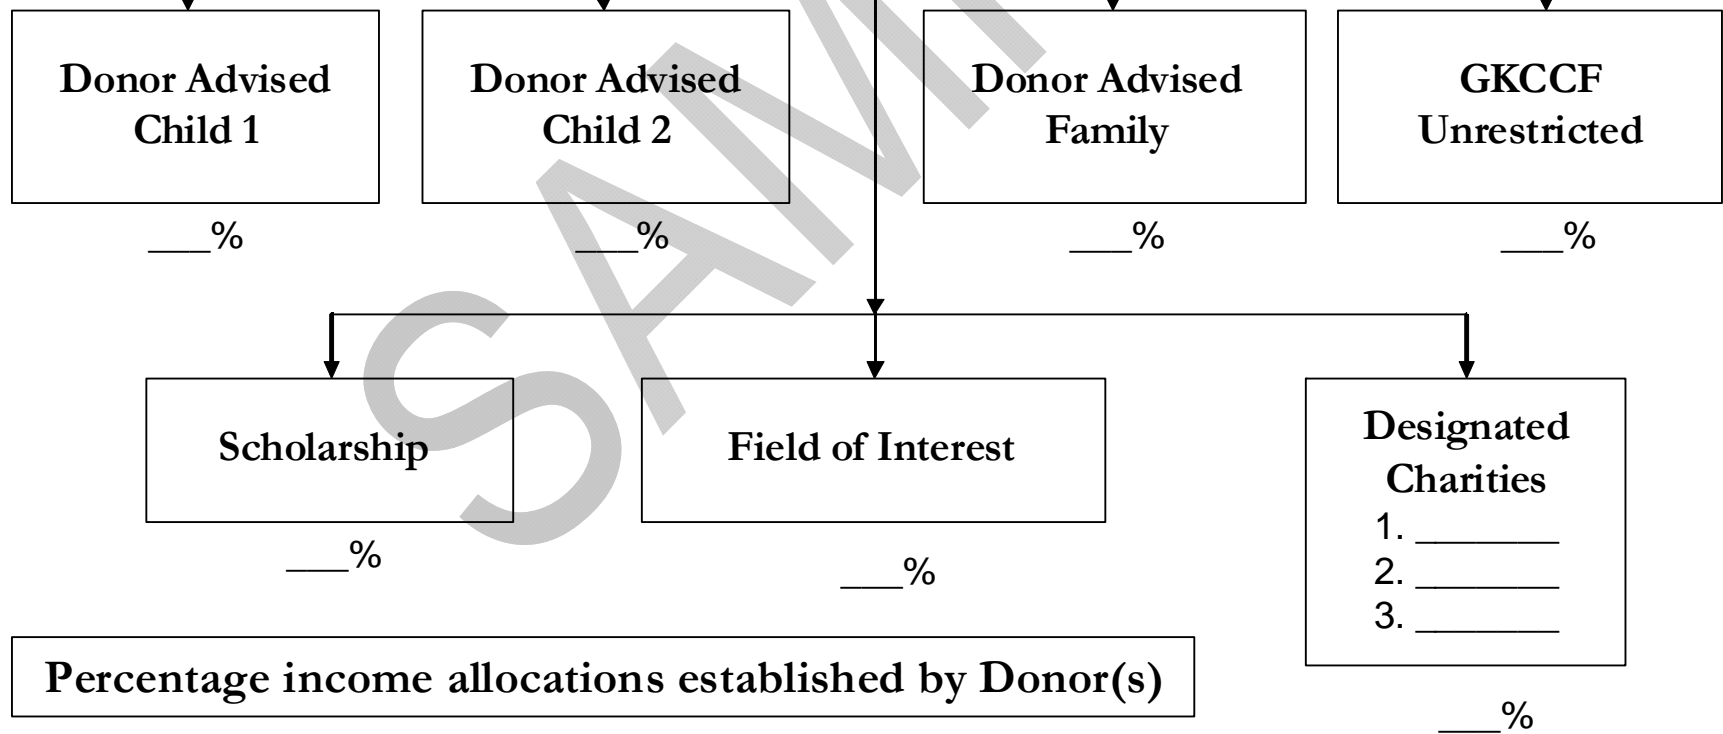 Donor Advised
Child 1
___%
Donor Advised
Child 2
___%
Donor Advised
Family
___%
GKCCF
Unrestricted
___%
Scholarship
___%
Field of Interest
___%
Designated
Charities
1. _______
2. _______
3. _______
___%
Percentage income allocations established by Donor(s)
SAM